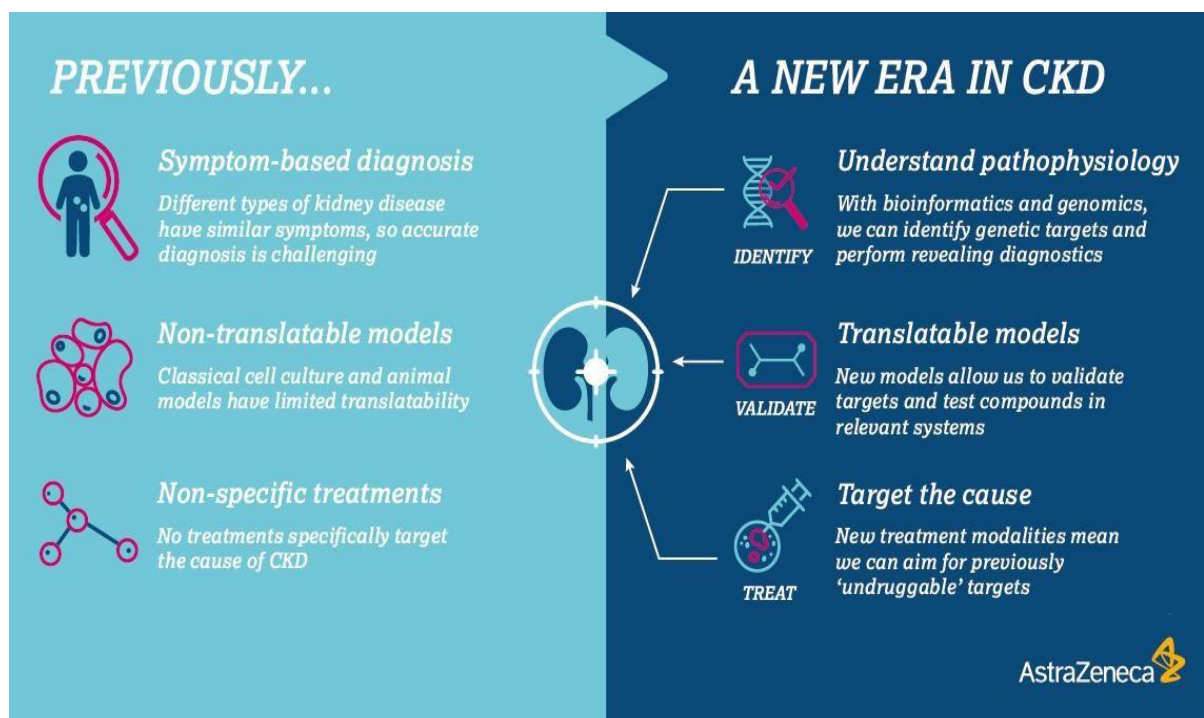 PREVIOUSLY...
Symptom-based diagnosis
Different types of kidney disease
have similar symptoms, so accurate
diagnosis is challenging
Non-translatable models
Classical cell culture and animal
models have limited translatability
Non-specific treatments
No treatments specifically target
the cause of CKD
A NEW ERA IN CKD
IDENTIFY
Understand pathophysiology
With bioinformatics and genomics,
we can identify genetic targets and
perform revealing diagnostics
VALIDATE
Translatable models
New models allow us to validate
targets and test compounds in
relevant systems
TREAT
Target the cause
New treatment modalities mean
we can aim for previously
'undruggable' targets
AstraZeneca